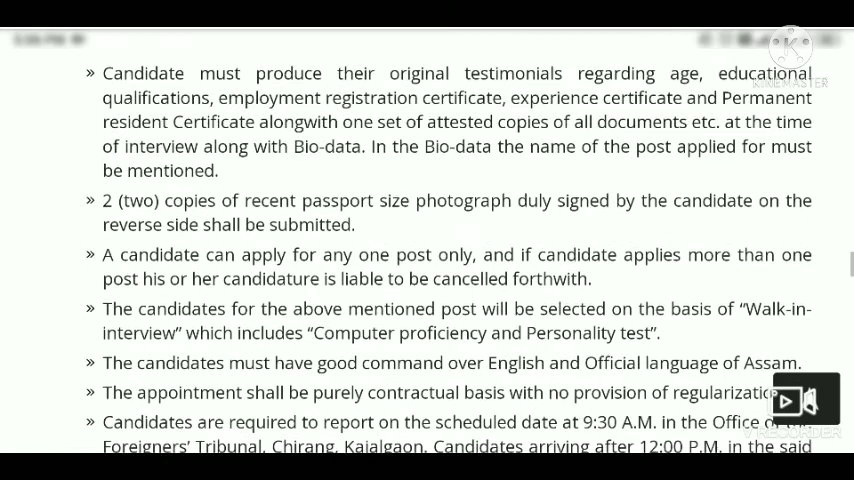 » Candidate must produce their original testimonials regarding age, educational
qualifications, employment registration certificate, experience certificate and Permanent
resident Certificate alongwith one set of attested copies of all documents etc. at the time
of interview along with Bio-data. In the Bio-data the name of the post applied for must
be mentioned.
» 2 (two) copies of recent passport size photograph duly signed by the candidate on the
reverse side shall be submitted.
» A candidate can apply for any one post only, and if candidate applies more than one
post his or her candidature is liable to be cancelled forthwith.
» The candidates for the above mentioned post will be selected on the basis of “Walk-in-
interview” which includes “Computer proficiency and Personality test”.
» The candidates must have good command over English and Official language of Assam.
» The appointment shall be purely contractual basis with no provision of
» Candidates are required to report on the scheduled date at 9:30 A.M. in the Office
Foreigners’ Tribunal, Chirang, Kajalgaon. Candidates arriving after 12:00 P.M. in the said
KINEMASTER
V RECORDER